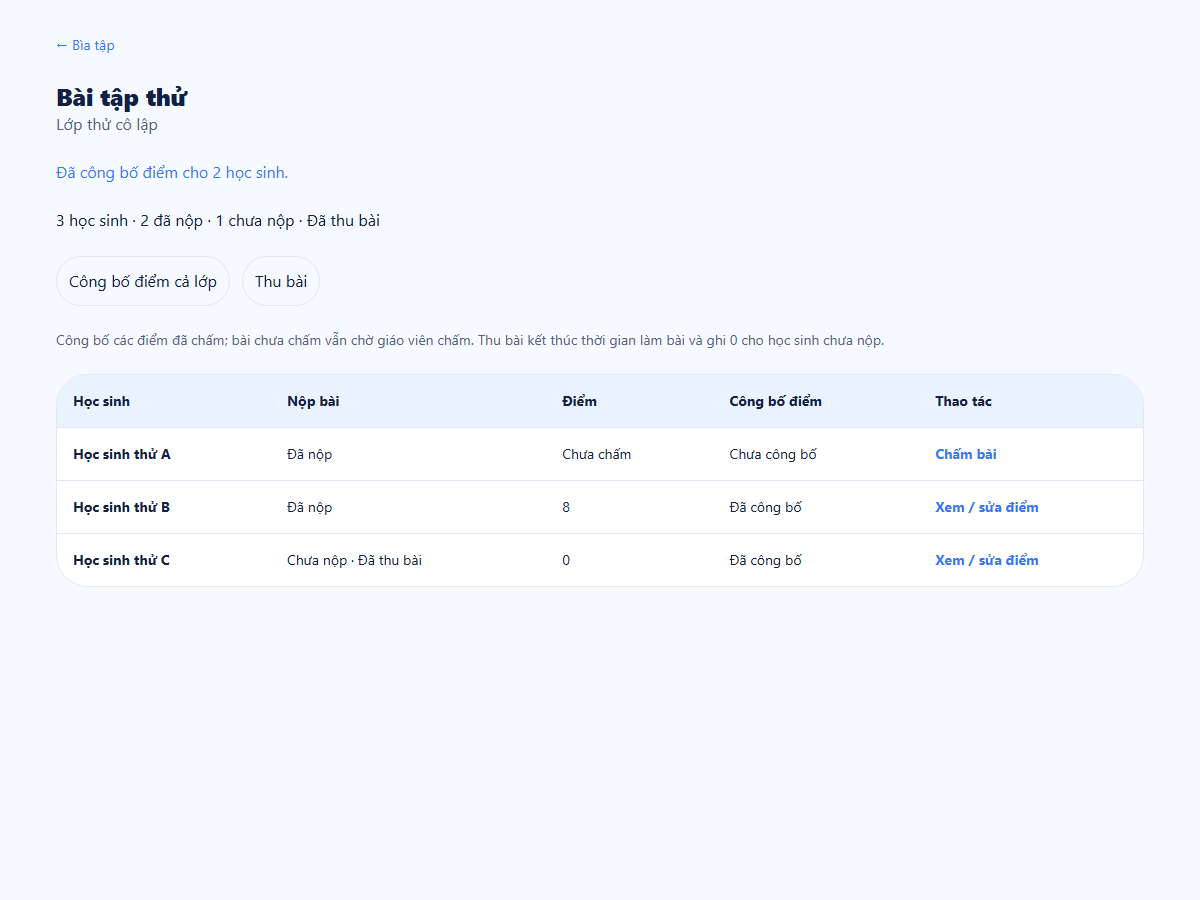 ← Bìa tập
Bài tập thử
Lớp thử cô lập
Đã công bố điểm cho 2 học sinh.
3 học sinh · 2 đã nộp · 1 chưa nộp · Đã thu bài
Công bố điểm cả lớp Thu bài
Công bố các điểm đã chấm; bài chưa chấm vẫn chờ giáo viên chấm. Thu bài kết thúc thời gian làm bài và ghi 0 cho học sinh chưa nộp.
Học sinh Nộp bài Điểm Công bố điểm Thao tác
Học sinh thử A Đã nộp Chưa chấm Chưa công bố Chấm bài
Học sinh thử B Đã nộp 8 Đã công bố Xem / sửa điểm
Học sinh thử C Chưa nộp · Đã thu bài 0 Đã công bố Xem / sửa điểm